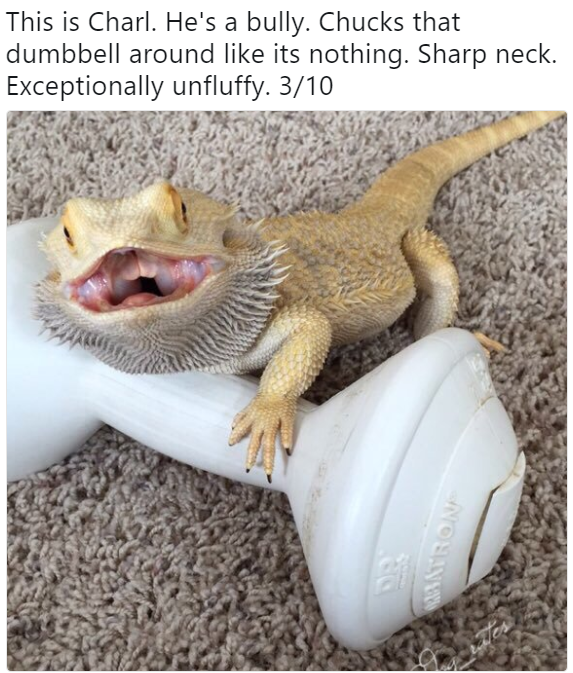 This is Charl. He's a bully. Chucks that
dumbbell around like its nothing. Sharp neck.
Exceptionally unfluffy. 3/10